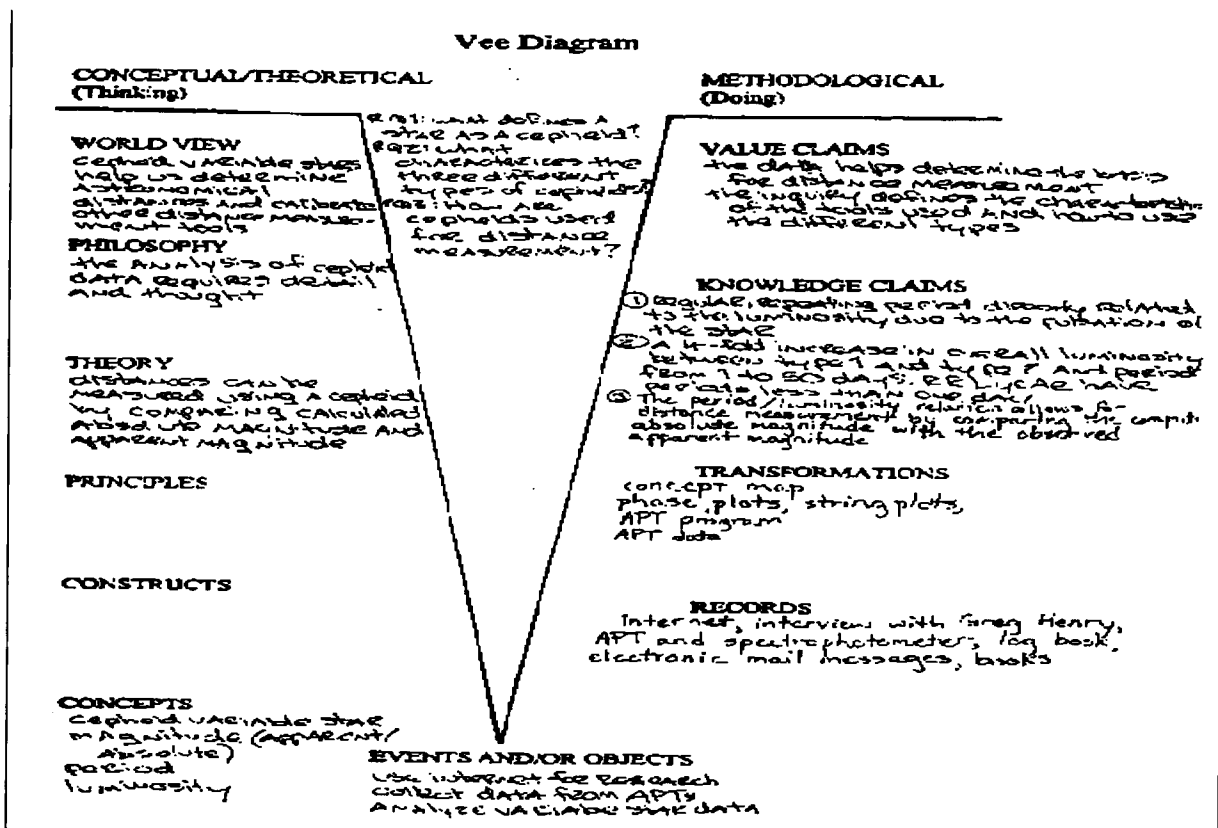 Vee Diagram
CONCEPTUAL/THEORETICAL
(Thinking)
WORLD VIEW
cepheid variable stars
help us determine
astronomical
distances and calibrate
other distance measure-
ment tools
PHILOSOPHY
the analysis of cepheid
data requires detail
and thought
THEORY
distances can be
measured using a cepheid
by comparing calculated
absolute magnitude and
apparent magnitude
PRINCIPLES
CONSTRUCTS
CONCEPTS
cepheid variable star
magnitude (apparent/
absolute)
period
luminosity
what defines a
star as a cepheid?
what
characterizes the
three different
types of cepheids?
How are
cepheids used
for distance
measurement?
EVENTS AND/OR OBJECTS
use internet for research
collect data from APTs
Analyze variable star data
METHODOLOGICAL
(Doing)
VALUE CLAIMS
the data helps determine the basis
for distance measurement
the inquiry defines the characteristics
of the tools used and how to use
the different types
KNOWLEDGE CLAIMS
① regular, repeating period directly related
to the luminosity due to the pulsation of
the star
② A 4-fold increase in overall luminosity
between type 1 and type 2 and period
from 1 to 50 days. RR Lycae have
periods less than one day
③ The period/luminosity relation allows for
distance measurement by comparing the
absolute magnitude with the observed
apparent magnitude
TRANSFORMATIONS
concept map
phase plots, string plots,
APT program
APT data
RECORDS
Internet, interview with Greg Henry,
APT and spectrophotometer, log book,
electronic mail messages, books